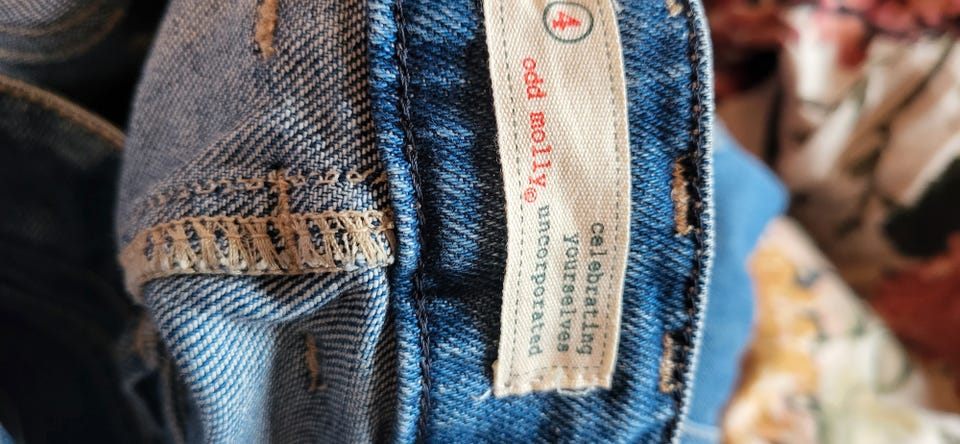 4
odd molly®
celebrating
yourselves
uncorporated